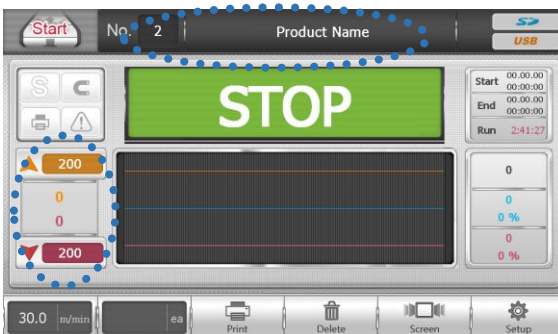 Start
No. 2 Product Name
SD
USB
S
STOP
Start 00.00.00 00:00:00
End 00.00.00 00:00:00
Run 2:41:27
200
0
0
200
0
0
0 %
0
0 %
30.0 m/min
ea
Print
Delete
Screen
Setup